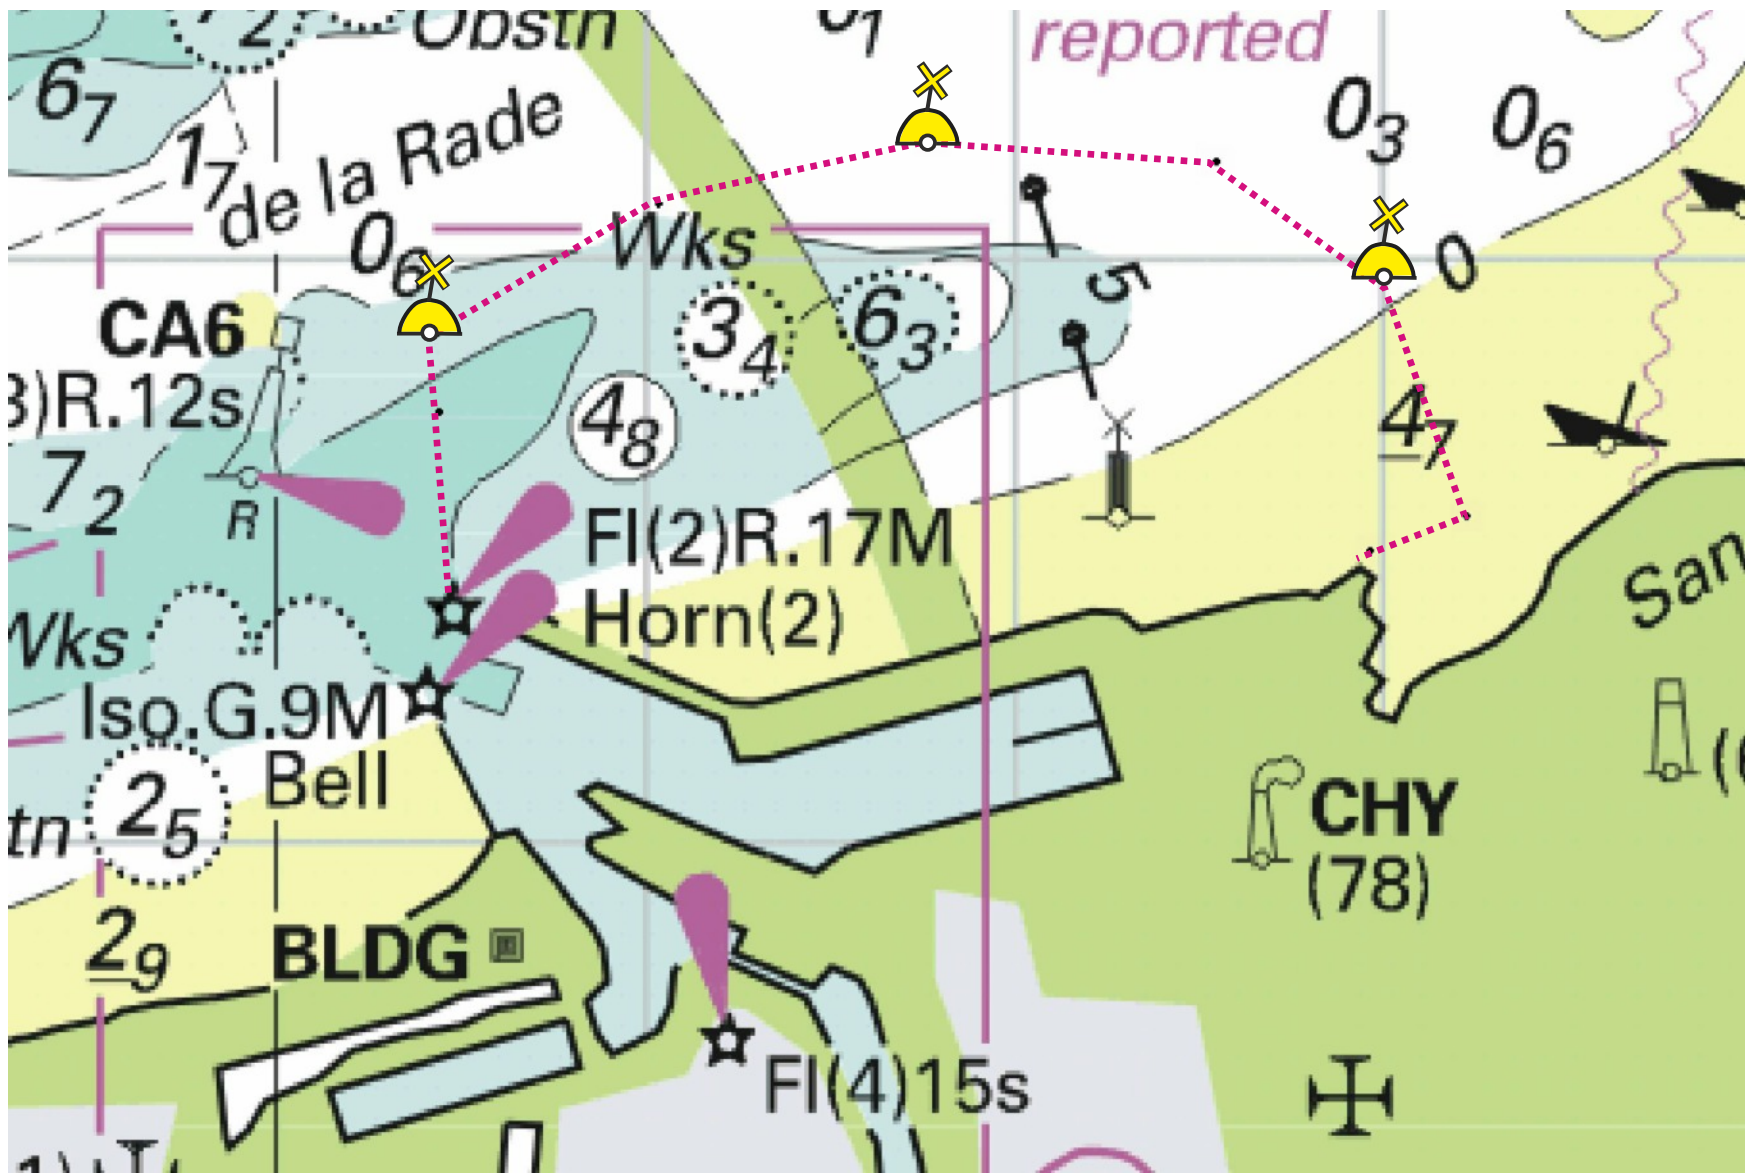 Obstn
reported
6₇
1₇
de la Rade
0₃
0₆
0₆
Wks
0
CA6
3₄
6₃
5
)R.12s
4₈
4₇
7₂
R
Fl(2)R.17M
Horn(2)
Wks
Iso.G.9M
Bell
San
2₅
tn
CHY
(78)
2₉
BLDG
Fl(4)15s